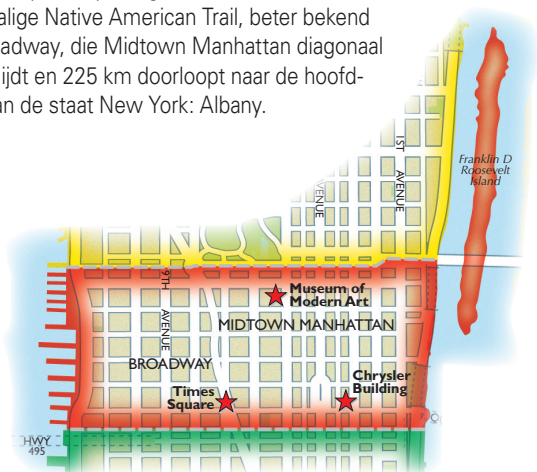 alige Native American Trail, beter bekend
adway, die Midtown Manhattan diagonaal
ijdt en 225 km doorloopt naar de hoofd-
an de staat New York: Albany.
1ST AVENUE
AVENUE
Franklin D
Roosevelt
Island
9TH AVENUE
Museum of
Modern Art
MIDTOWN MANHATTAN
BROADWAY
Times
Square
Chrysler
Building
HWY
495